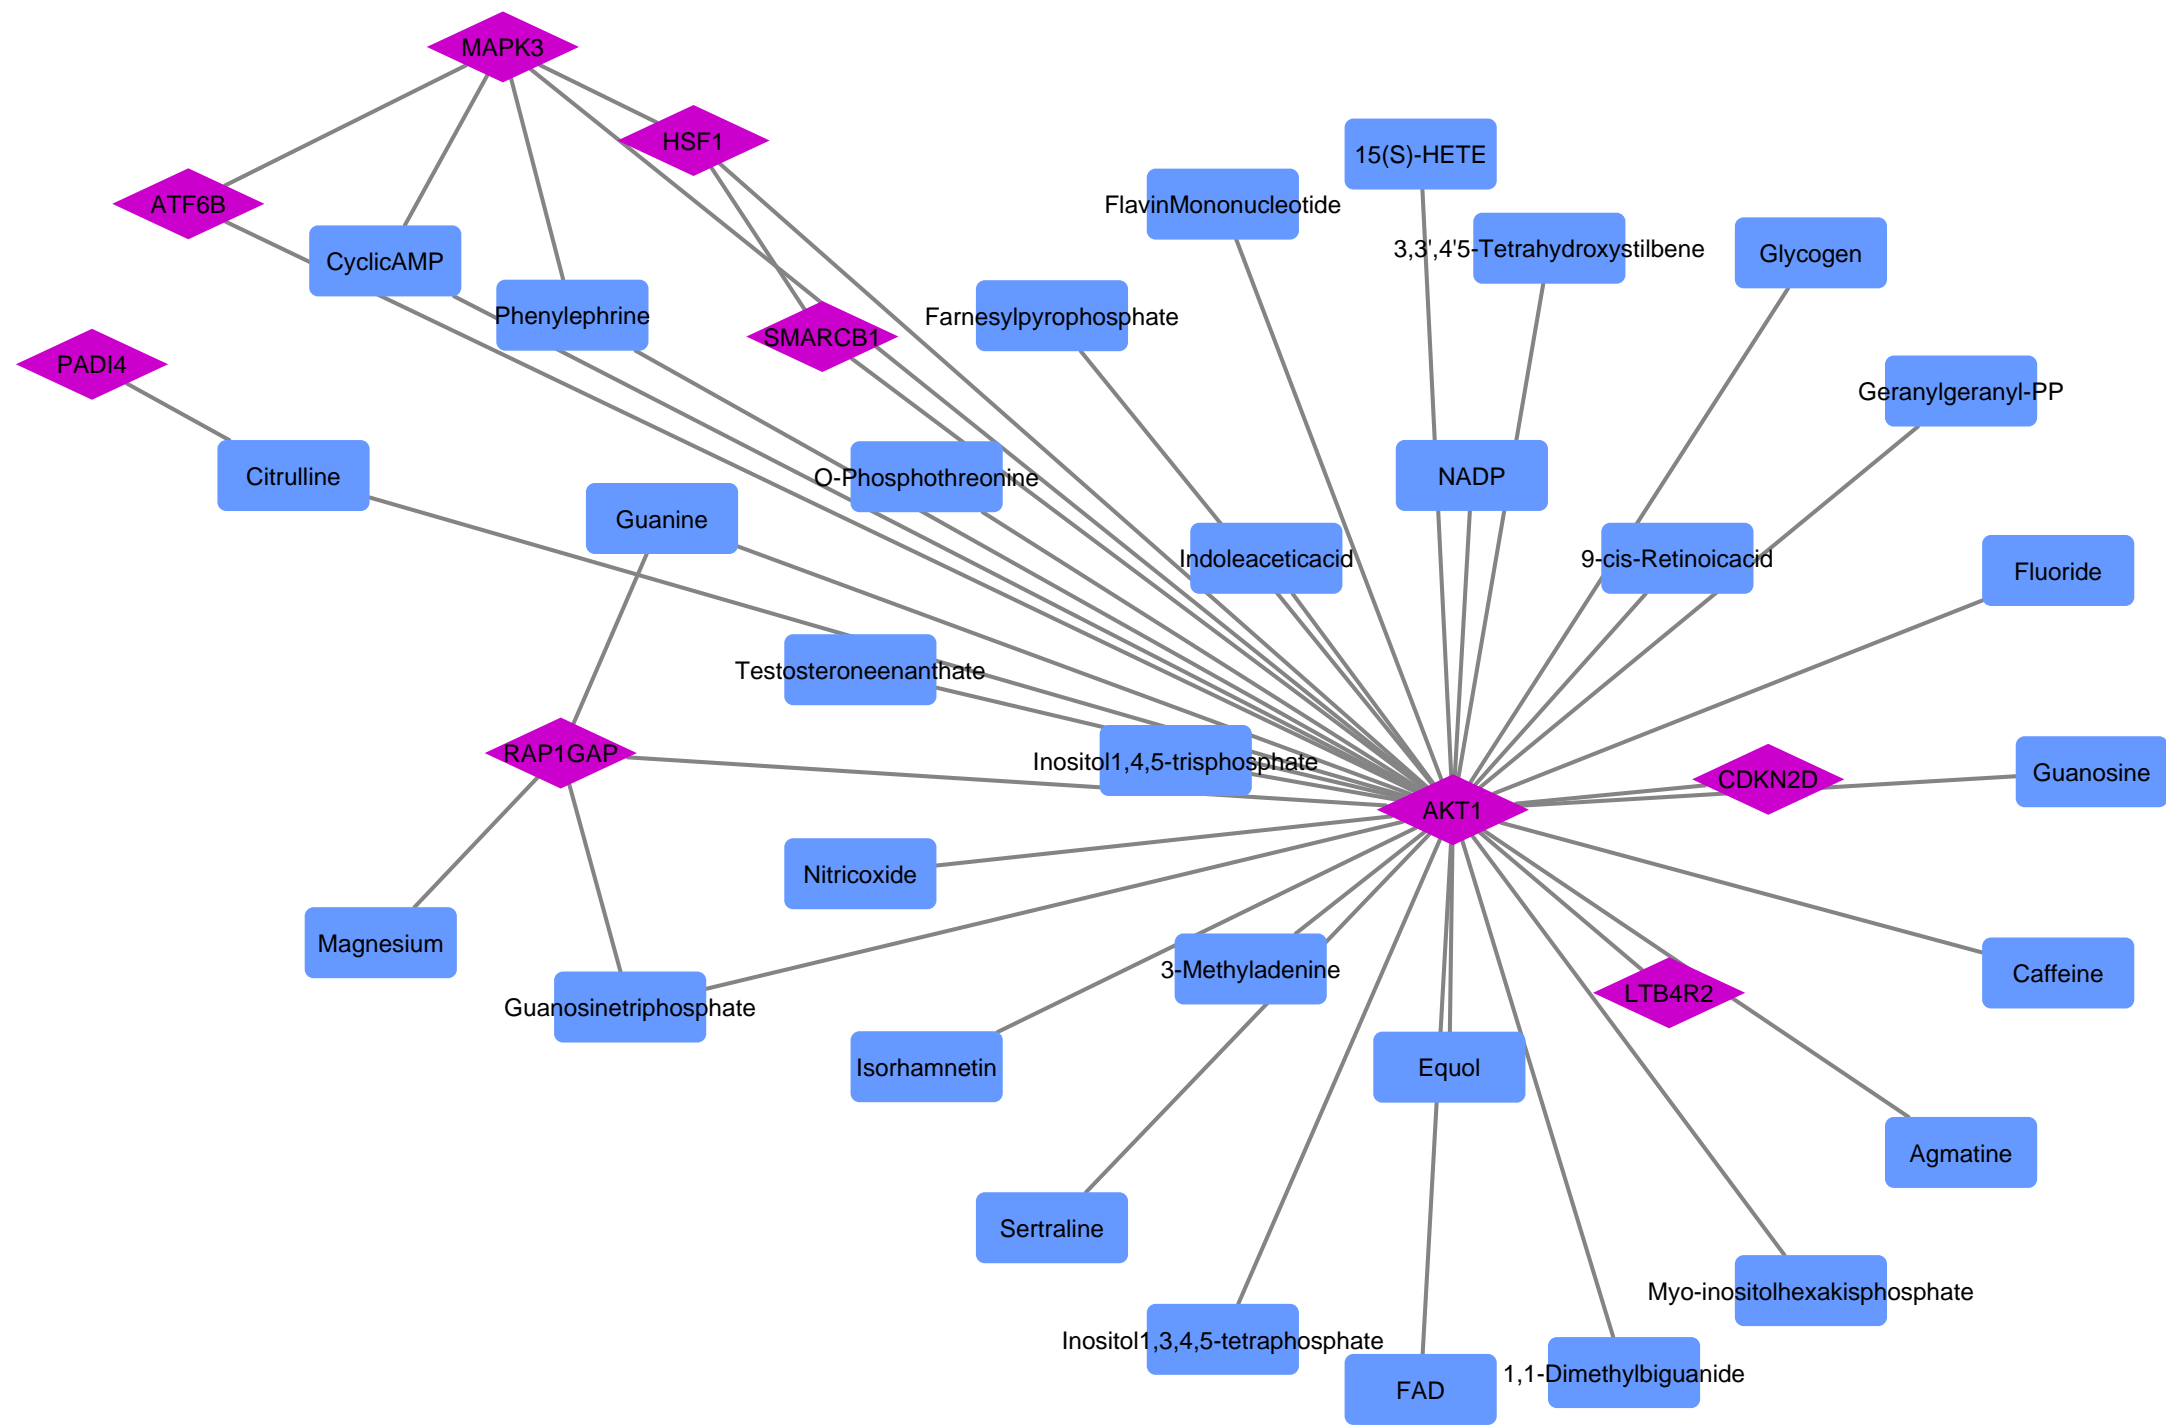 MAPK3
HSF1
15(S)-HETE
ATF6B
FlavinMononucleotide
3,3',4'5-Tetrahydroxystilbene
Glycogen
CyclicAMP
Phenylephrine
Farnesylpyrophosphate
SMARCB1
PADI4
Geranylgeranyl-PP
Citrulline
O-Phosphothreonine
NADP
Guanine
Indoleaceticacid
9-cis-Retinoicacid
Fluoride
Testosteroneenanthate
RAP1GAP
Inositol1,4,5-trisphosphate
CDKN2D
Guanosine
AKT1
Nitricoxide
Magnesium
3-Methyladenine
Caffeine
LTB4R2
Guanosinetriphosphate
Isorhamnetin
Equol
Agmatine
Sertraline
Myo-inositolhexakisphosphate
Inositol1,3,4,5-tetraphosphate
1,1-Dimethylbiguanide
FAD